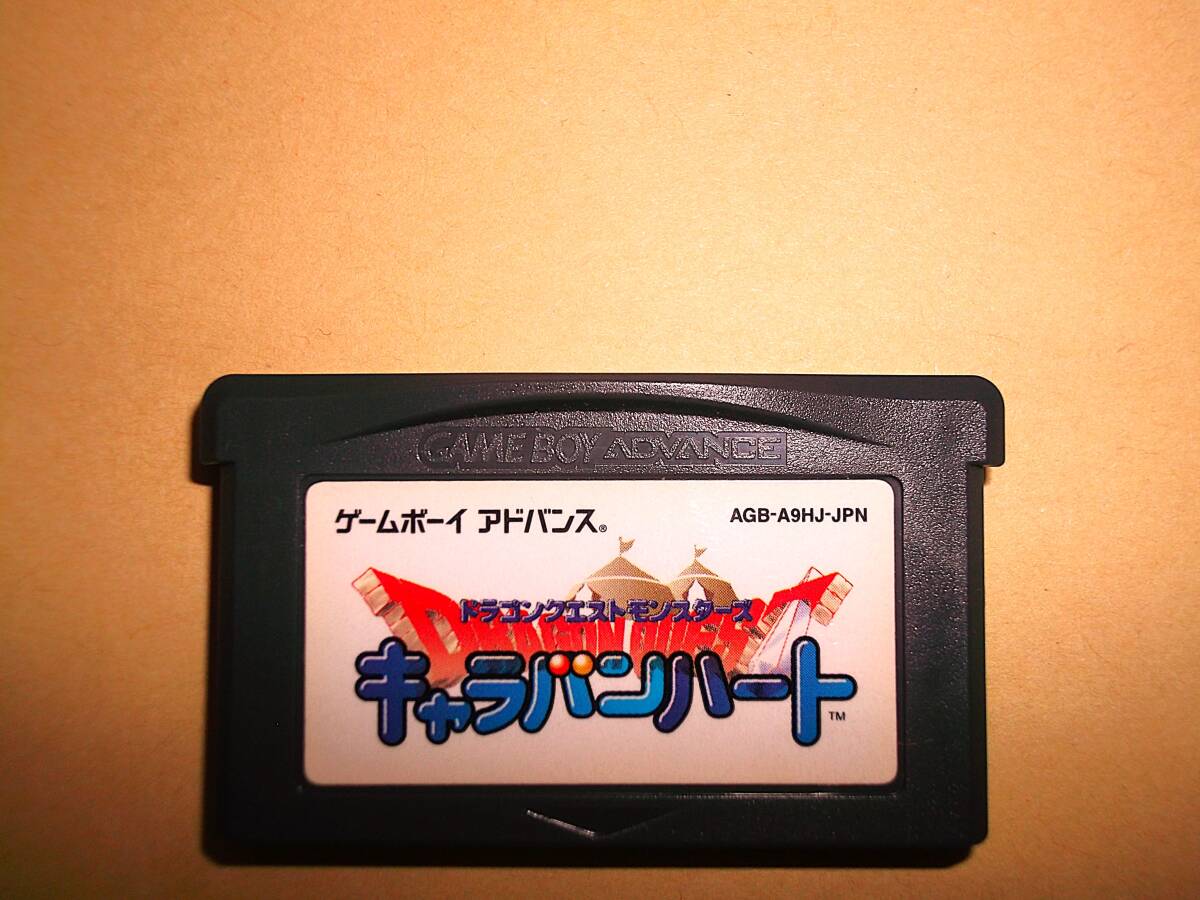 GAME BOY ADVANCE
ゲームボーイ アドバンス®
AGB-A9HJ-JPN
DRAGON QUEST
ドラゴンクエストモンスターズ
キャラバンハート™